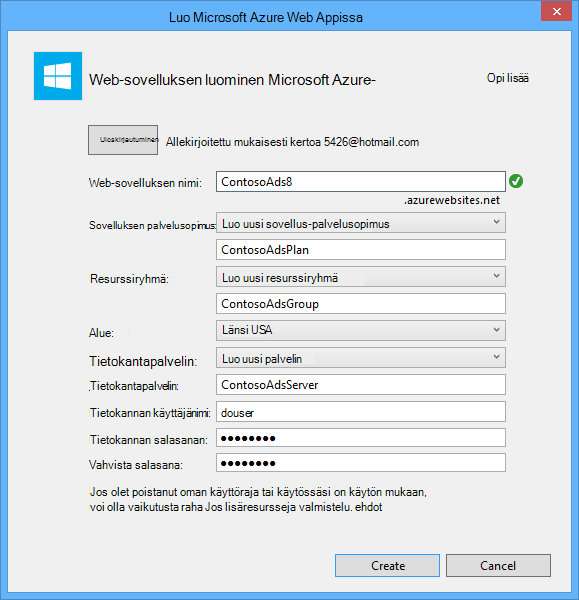 Luo Microsoft Azure Web Appissa
Web-sovelluksen luominen Microsoft Azure-
Opi lisää
Uloskirjautuminen
Allekirjoitettu mukaisesti kertoa 5426@hotmail.com
Web-sovelluksen nimi:
ContosoAds8
.azurewebsites.net
Sovelluksen palvelusopimus:
Luo uusi sovellus-palvelusopimus
ContosoAdsPlan
Resurssiryhmä:
Luo uusi resurssiryhmä
ContosoAdsGroup
Alue:
Länsi USA
Tietokantapalvelin:
Luo uusi palvelin
Tietokantapalvelin:
ContosoAdsServer
Tietokannan käyttäjänimi:
douser
Tietokannan salasanan:
●●●●●●●●
Vahvista salasana:
●●●●●●●●
Jos olet poistanut oman käyttöraja tai käytössäsi on käytön mukaan,
voi olla vaikutusta raha Jos lisäresursseja valmistelu. ehdot
Create
Cancel